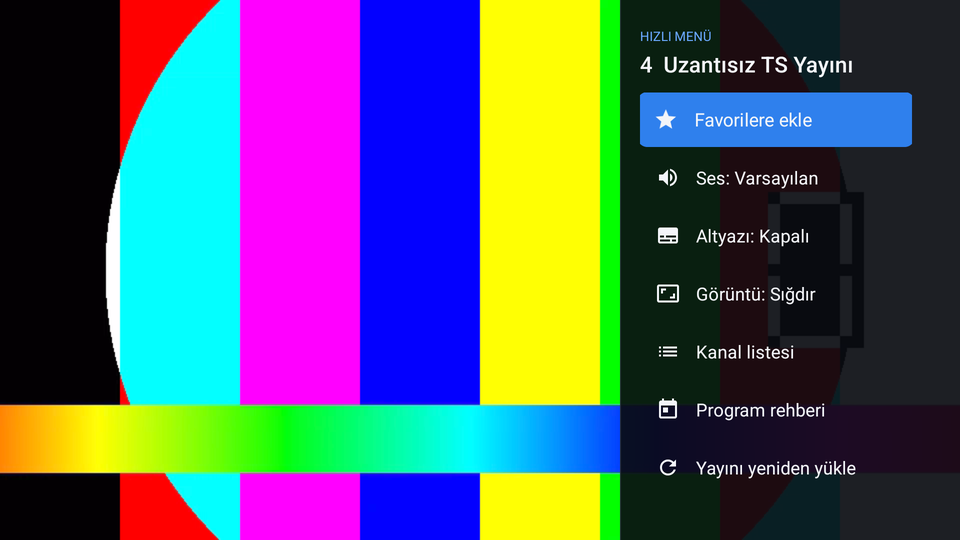 HIZLI MENÜ
4 Uzantısız TS Yayını
Favorilere ekle
Ses: Varsayılan
Altyazı: Kapalı
Görüntü: Sığdır
Kanal listesi
Program rehberi
Yayını yeniden yükle